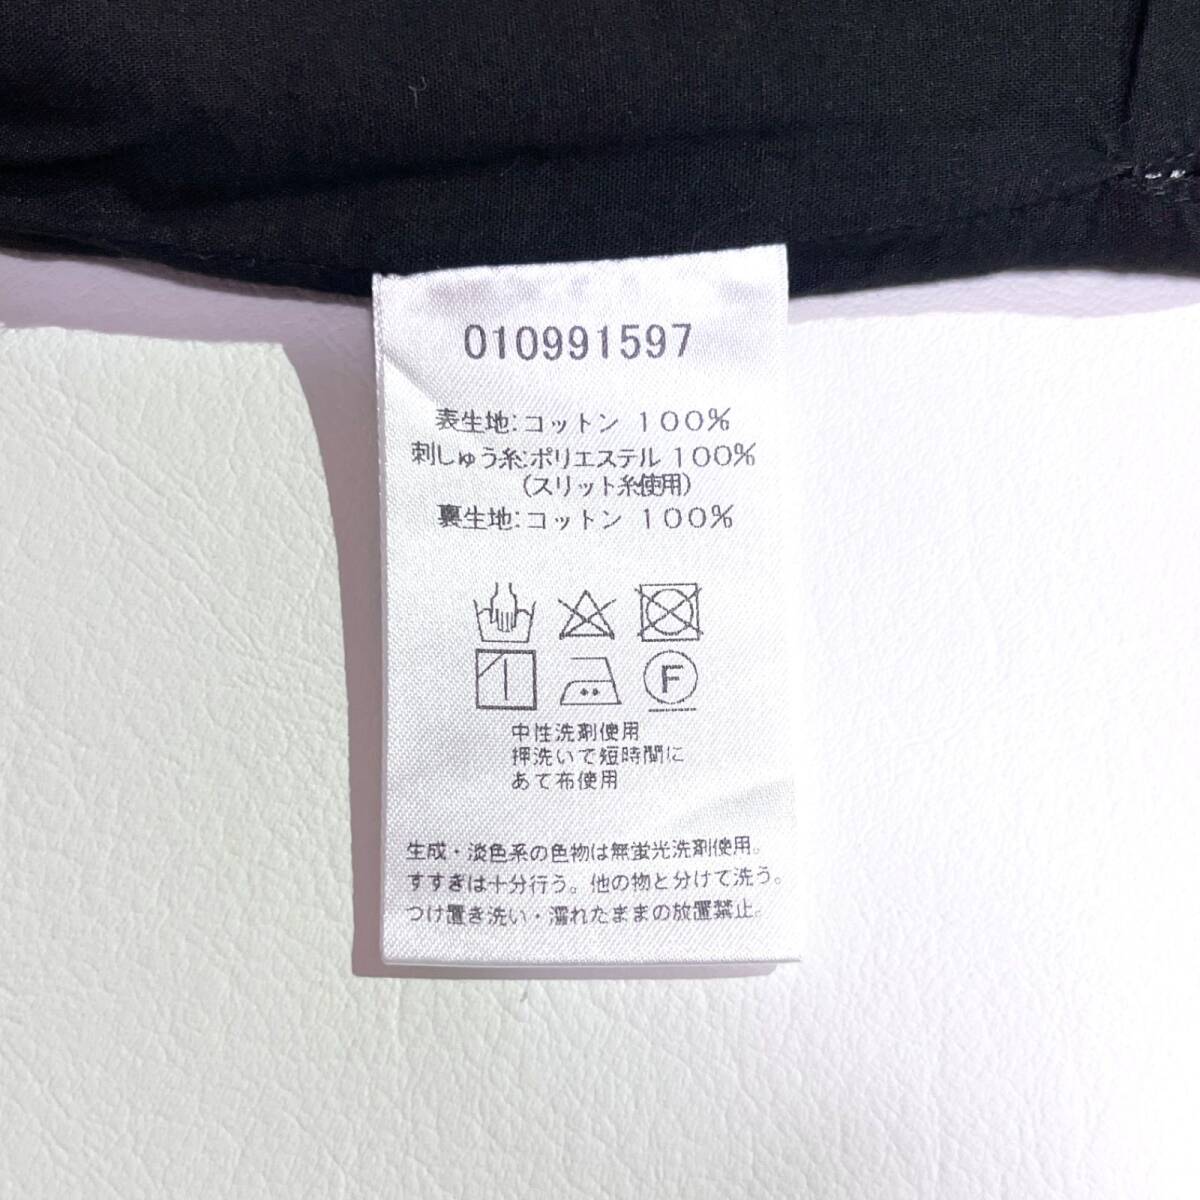 010991597
表生地:コットン 100%
刺しゅう糸:ポリエステル 100%
(スリット糸使用)
裏生地:コットン 100%
F
中性洗剤使用
押洗いで短時間に
あて布使用
生成・淡色系の色物は無蛍光洗剤使用。
すすぎは十分行う。他の物と分けて洗う。
つけ置き洗い・濡れたままの放置禁止。